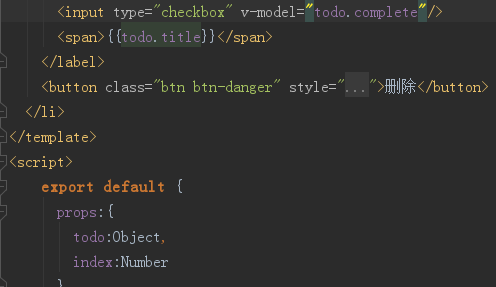 <input type="checkbox" v-model="todo.complete"/>
<span>{{todo.title}}</span>
</label>
<button class="btn btn-danger" style="...">删除</button>
</li>
</template>
<script>
export default {
props:{
todo:Object,
index:Number
}